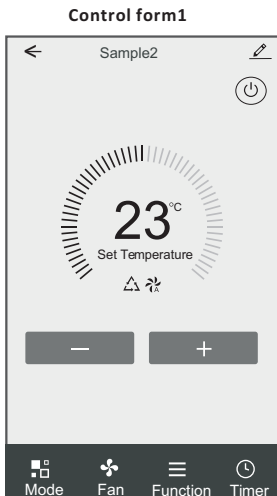 Control form1
Sample2
23°C
Set Temperature
A
— +
Mode Fan Function Timer